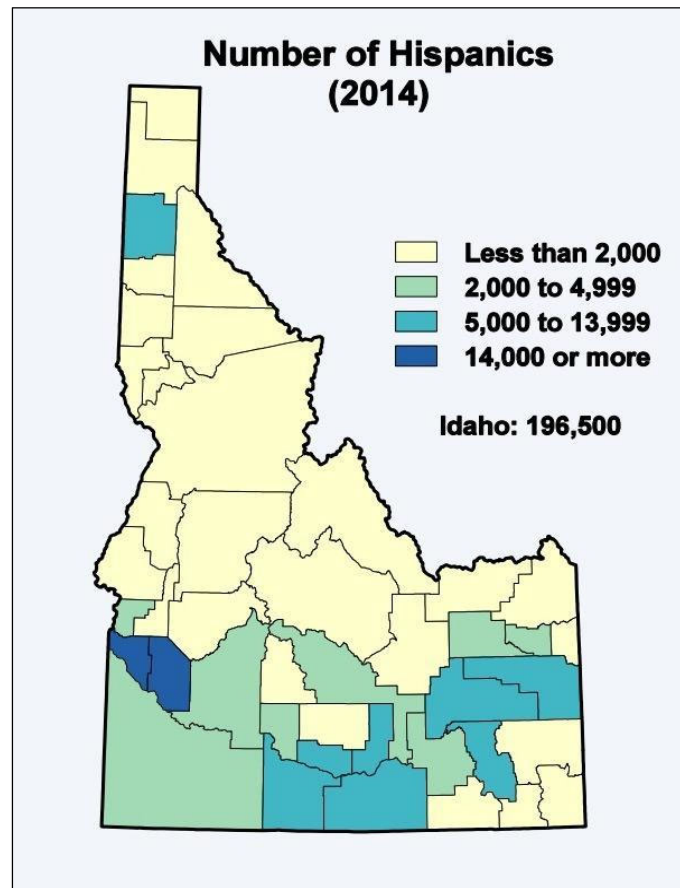 Number of Hispanics
(2014)
Less than 2,000
2,000 to 4,999
5,000 to 13,999
14,000 or more
Idaho: 196,500